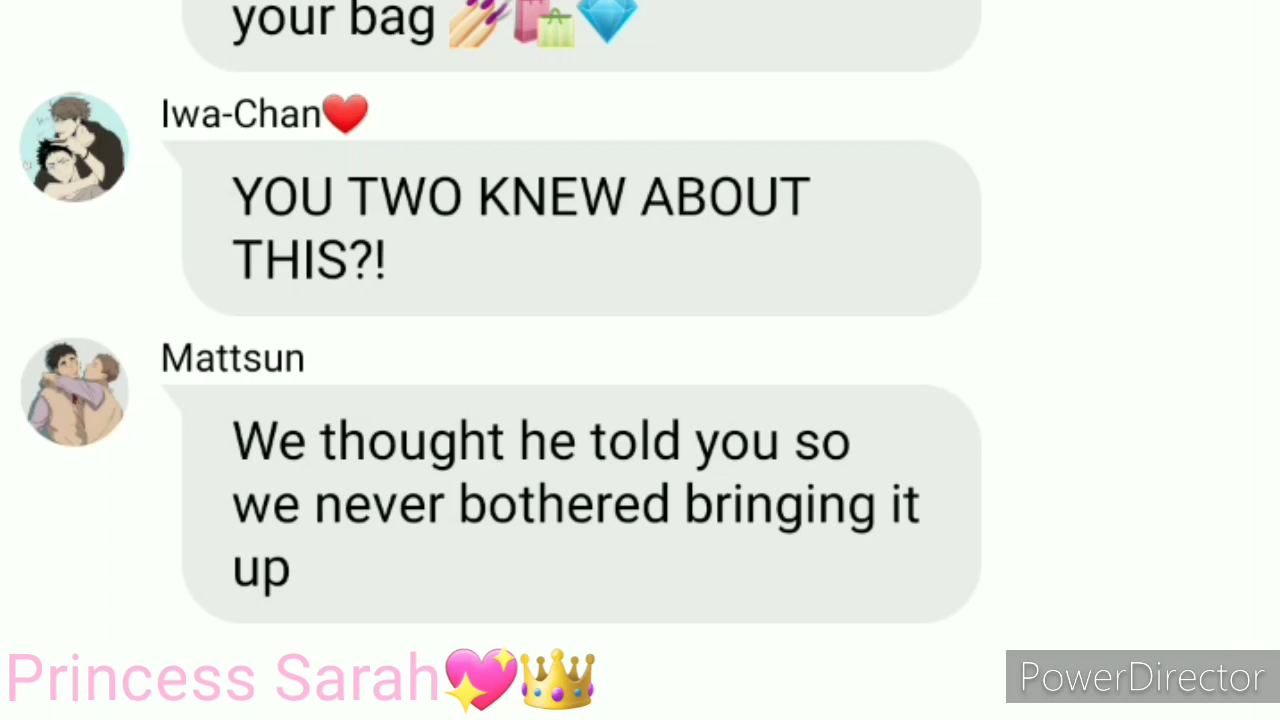 your bag 💅🛍️💎
Iwa-Chan❤️
YOU TWO KNEW ABOUT
THIS?!
Mattsun
We thought he told you so
we never bothered bringing it
up
Princess Sarah💖👑
PowerDirector